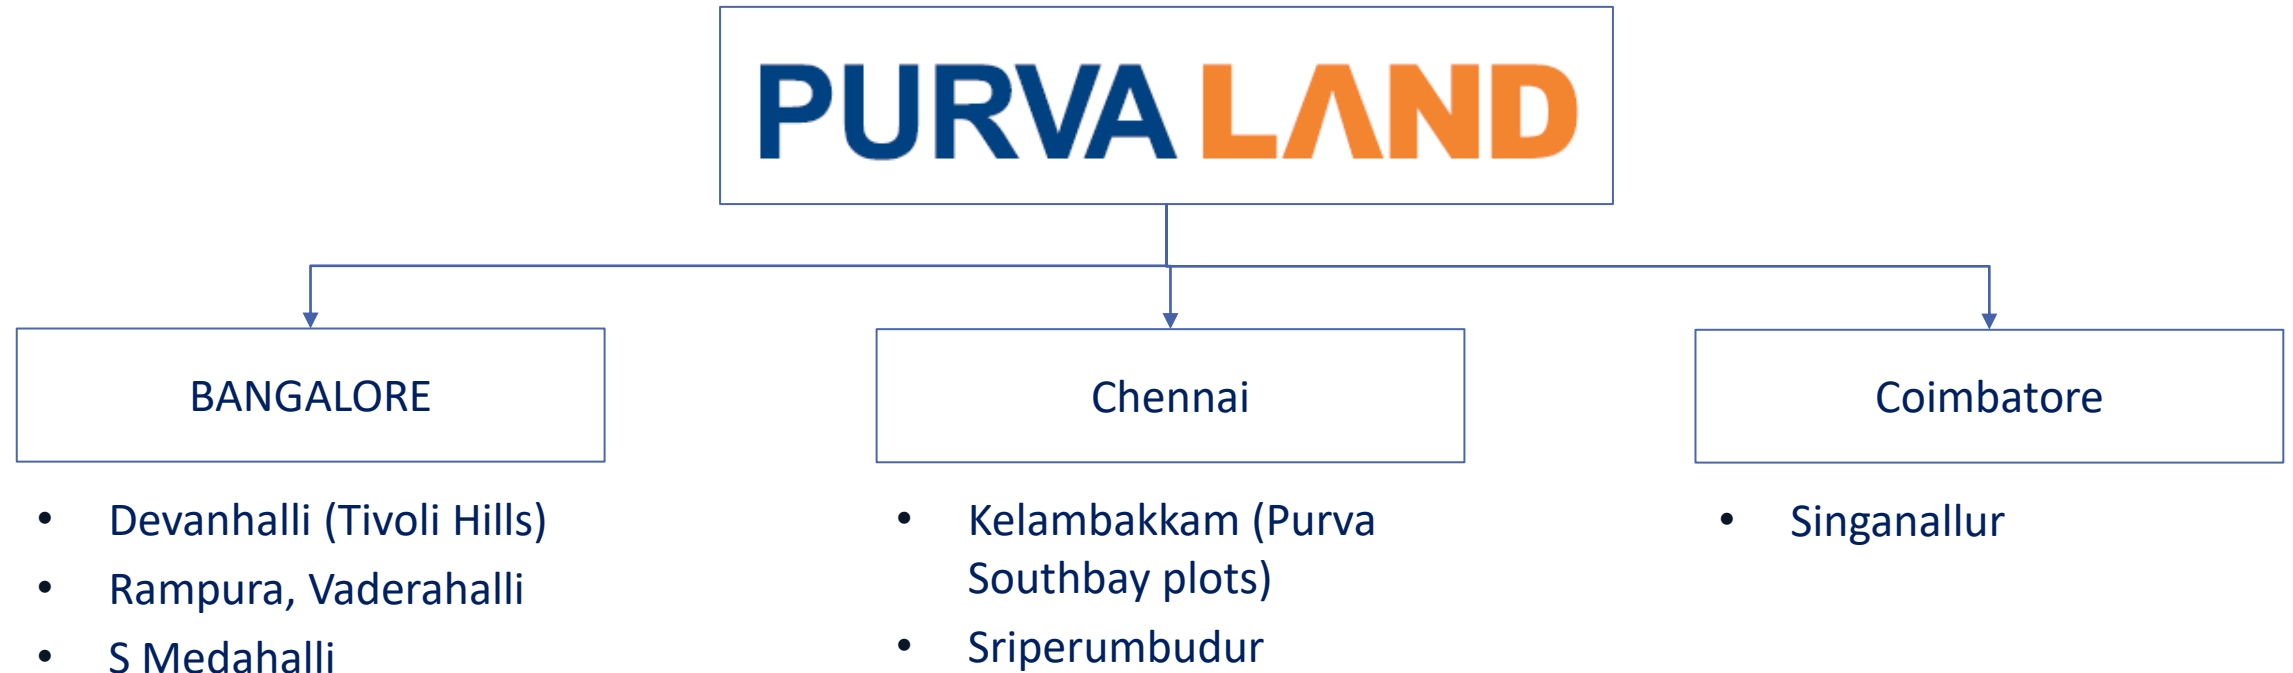 PURVA LAND
BANGALORE
Chennai
Coimbatore
• Devanhalli (Tivoli Hills)
• Rampura, Vaderahalli
• S Medahalli
• Kelambakkam (Purva
Southbay plots)
• Sriperumbudur
• Singanallur